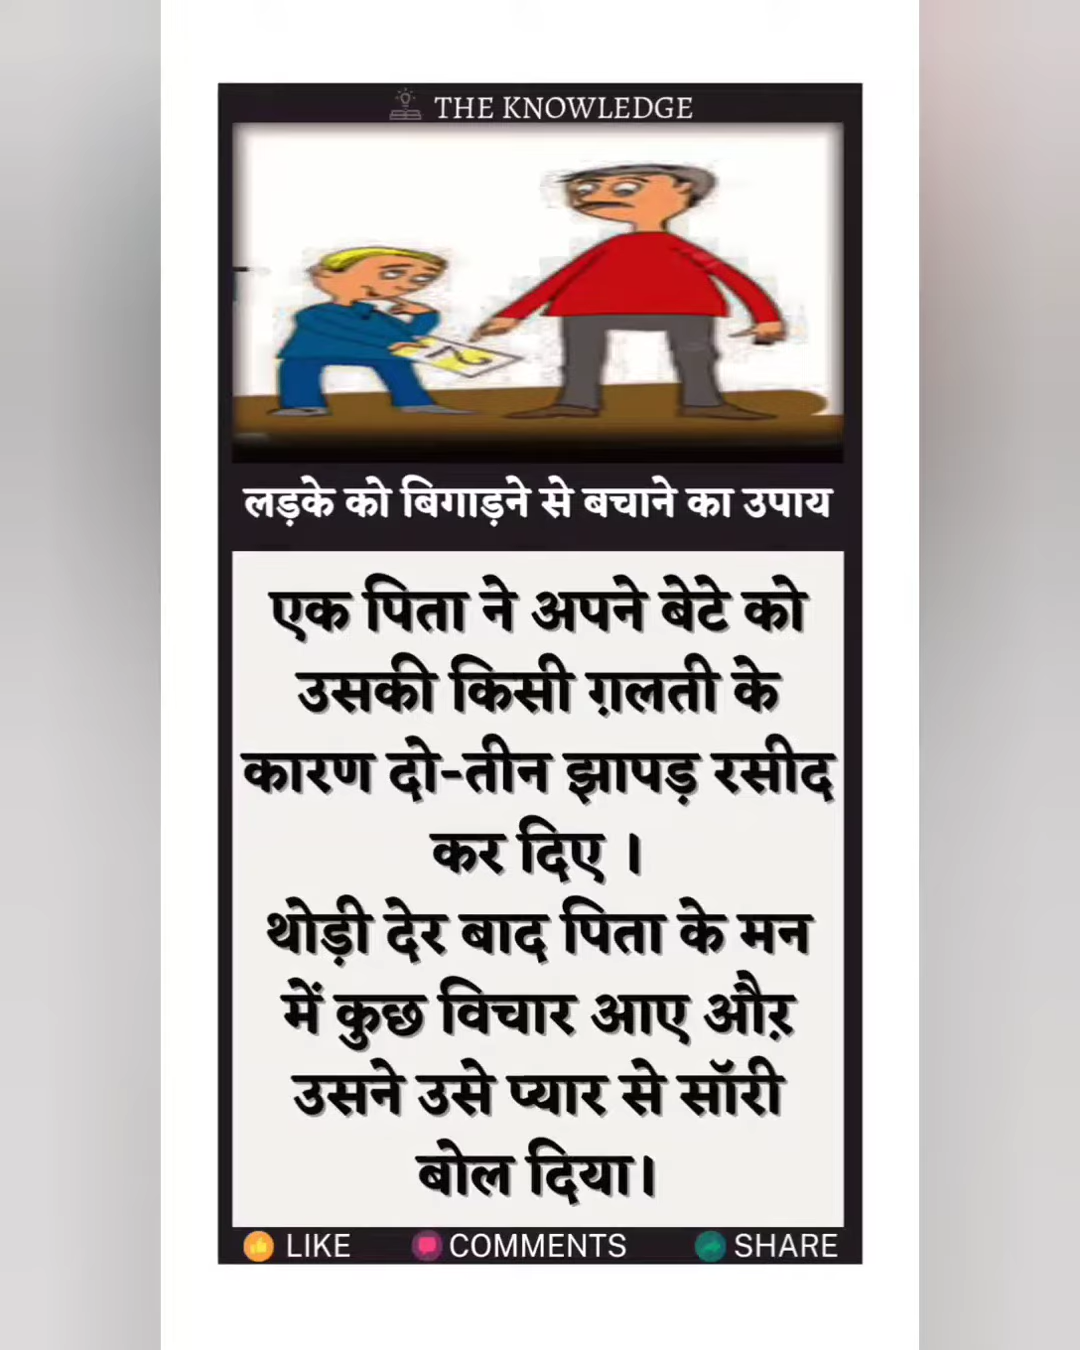 THE KNOWLEDGE
लड़के को बिगाड़ने से बचाने का उपाय
एक पिता ने अपने बेटे को
उसकी किसी ग़लती के
कारण दो-तीन झापड़ रसीद
कर दिए ।
थोड़ी देर बाद पिता के मन
में कुछ विचार आए और
उसने उसे प्यार से सॉरी
बोल दिया।
LIKE COMMENTS SHARE